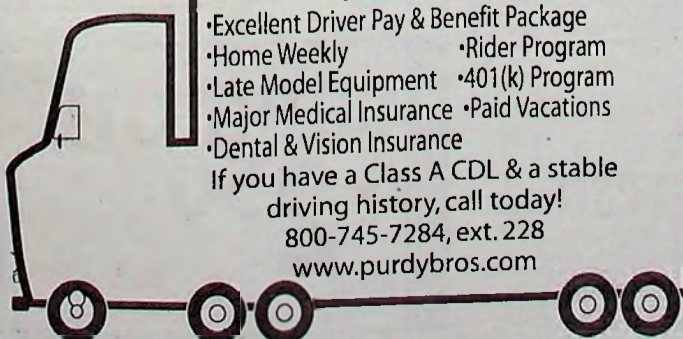 •Excellent Driver Pay & Benefit Package
•Home Weekly •Rider Program
•Late Model Equipment •401(k) Program
•Major Medical Insurance •Paid Vacations
•Dental & Vision Insurance
If you have a Class A CDL & a stable
driving history, call today!
800-745-7284, ext. 228
www.purdybros.com